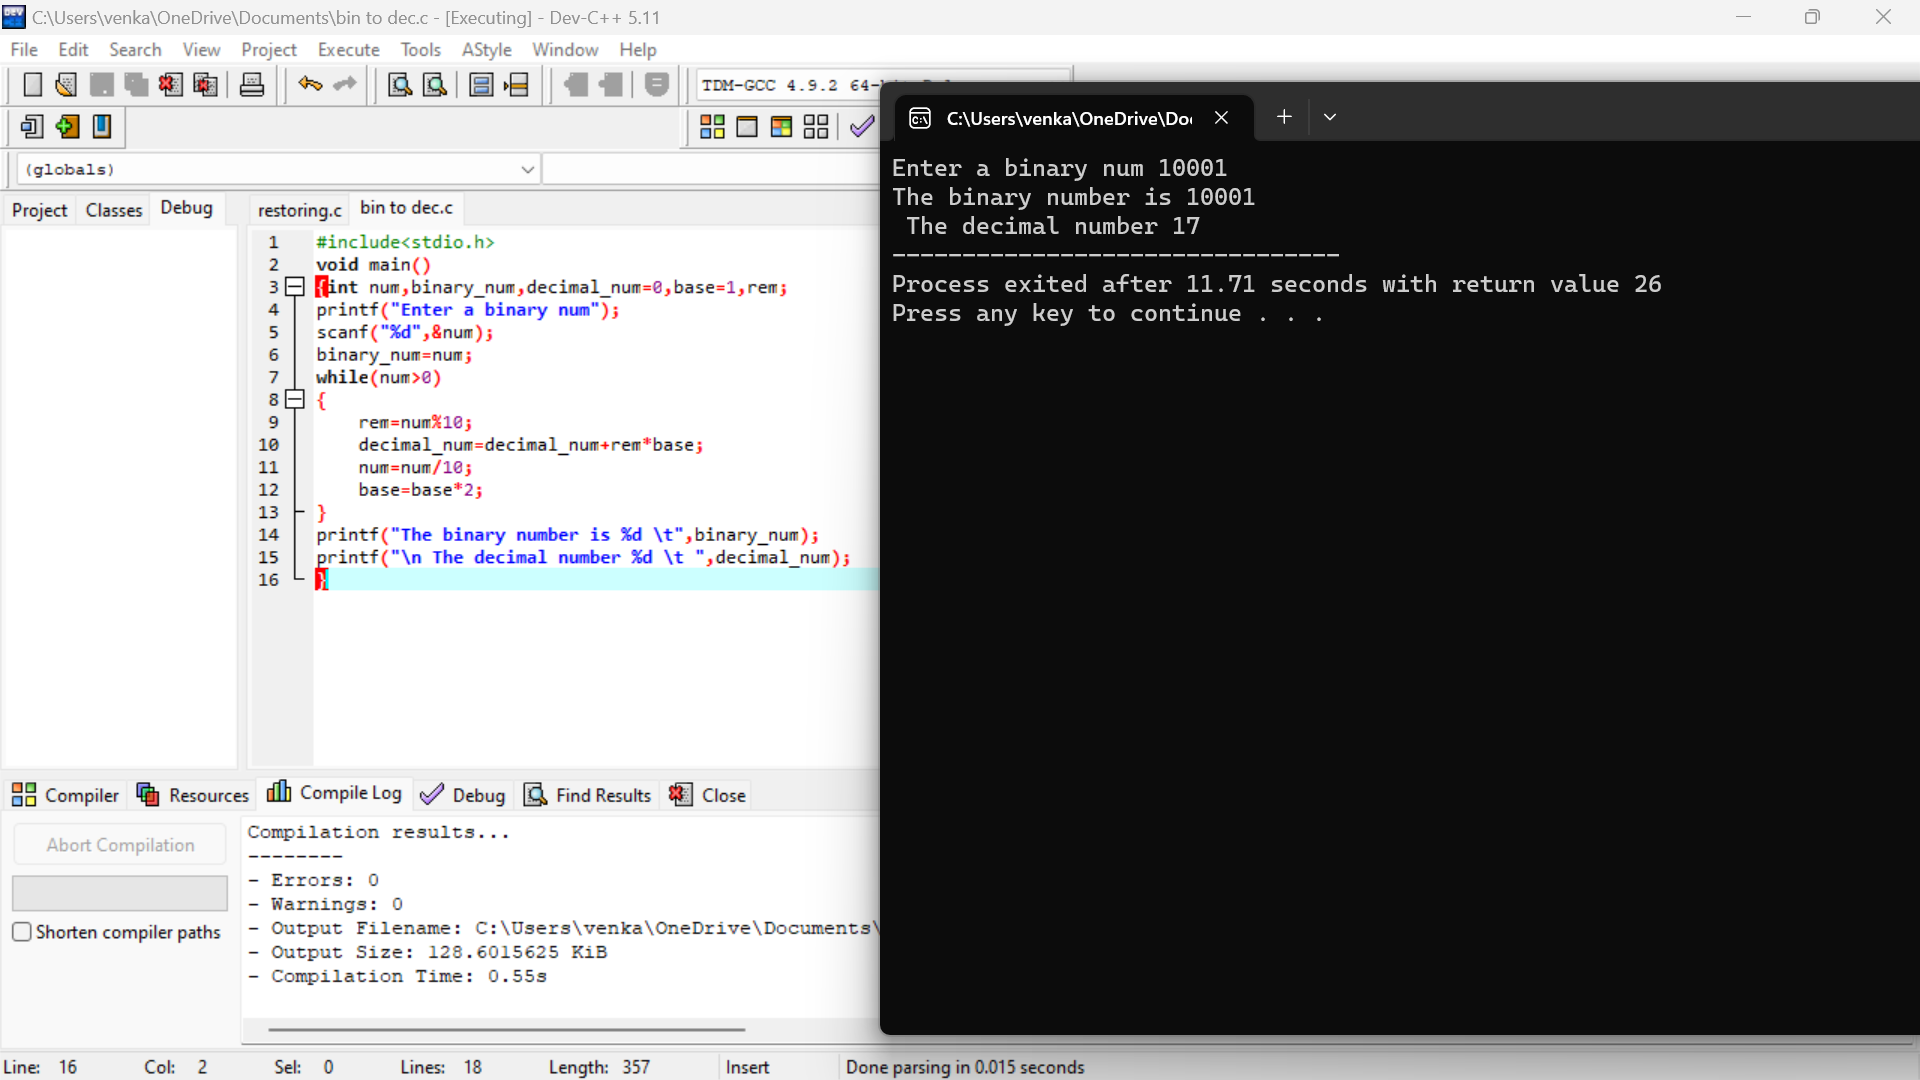 C:\Users\venka\OneDrive\Documents\bin to dec.c - [Executing] - Dev-C++ 5.11
File Edit Search View Project Execute Tools AStyle Window Help
TDM-GCC 4.9.2 64-
(globals)
Project Classes Debug
restoring.c bin to dec.c
1 #include<stdio.h>
2 void main()
3 {int num,binary_num,decimal_num=0,base=1,rem;
4 printf("Enter a binary num");
5 scanf("%d",&num);
6 binary_num=num;
7 while(num>0)
8 {
9 rem=num%10;
10 decimal_num=decimal_num+rem*base;
11 num=num/10;
12 base=base*2;
13 }
14 printf("The binary number is %d \t",binary_num);
15 printf("\n The decimal number %d \t ",decimal_num);
16 }
C:\Users\venka\OneDrive\Do
Enter a binary num 10001
The binary number is 10001
The decimal number 17
--------------------------------
Process exited after 11.71 seconds with return value 26
Press any key to continue . . .
Compiler Resources Compile Log Debug Find Results Close
Abort Compilation
Shorten compiler paths
Compilation results...
--------
- Errors: 0
- Warnings: 0
- Output Filename: C:\Users\venka\OneDrive\Documents\
- Output Size: 128.6015625 KiB
- Compilation Time: 0.55s
Line: 16 Col: 2 Sel: 0 Lines: 18 Length: 357 Insert Done parsing in 0.015 seconds